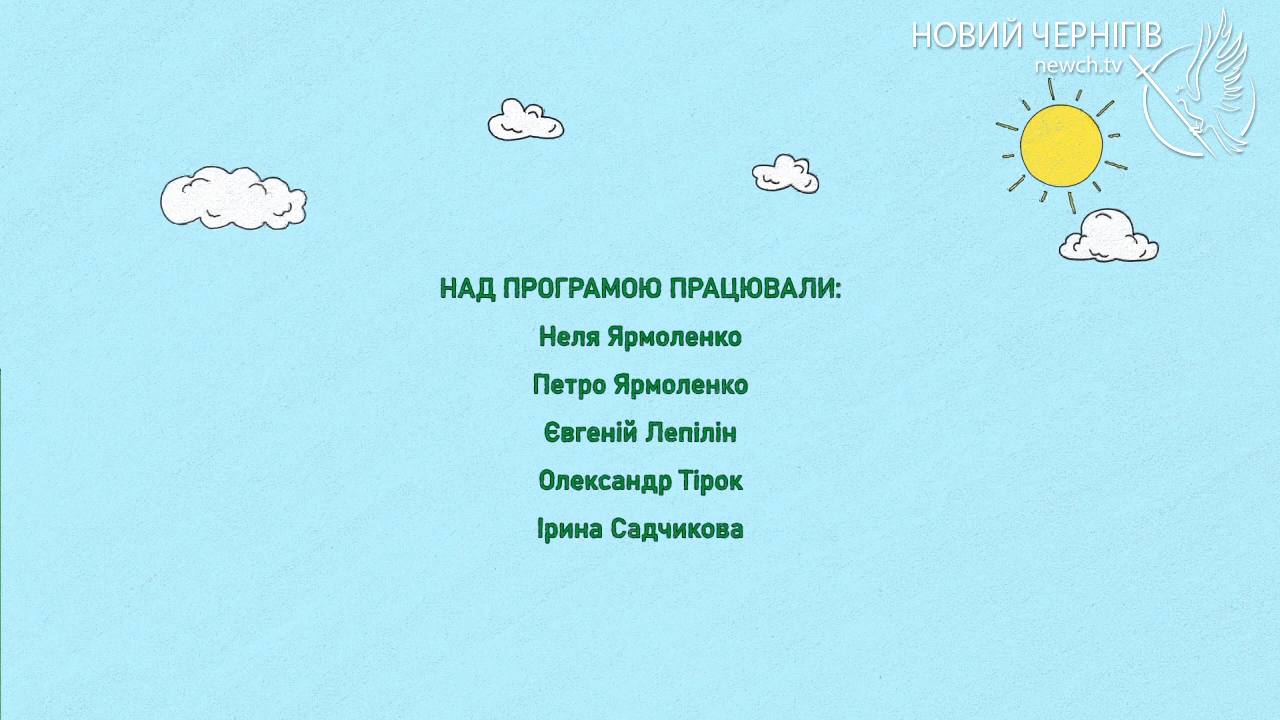 НОВИЙ ЧЕРНІГІВ
newch.tv
НАД ПРОГРАМОЮ ПРАЦЮВАЛИ:
Неля Ярмоленко
Петро Ярмоленко
Євгеній Лепілін
Олександр Тірок
Ірина Садчикова